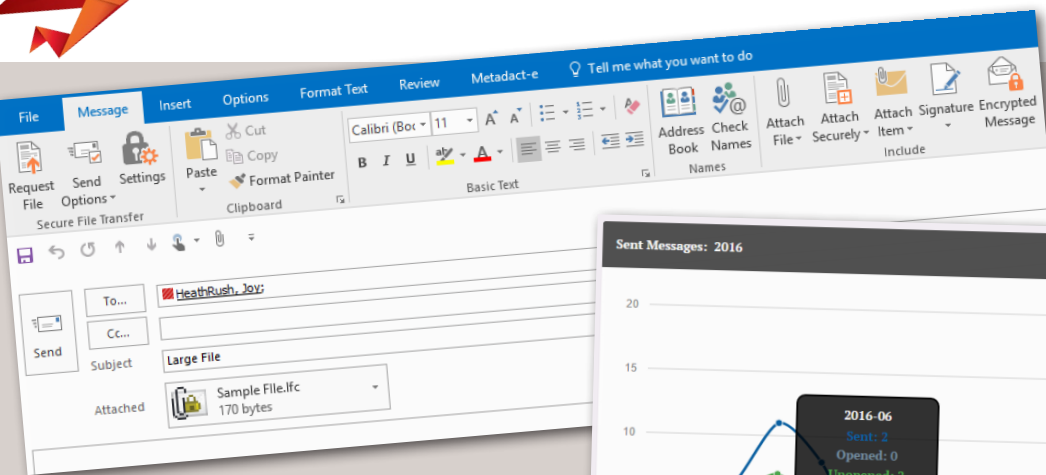 File Message Insert Options Format Text Review Metadact-e Tell me what you want to do
Request File
Send Options
Settings
Secure File Transfer
Paste
Cut
Copy
Format Painter
Clipboard
Calibri (Boc 11 A A
B I U aby A
Basic Text
Address Book
Check Names
Names
Attach File
Attach Securely
Attach Item
Signature
Encrypted Message
Include
Send
To... HeathRush, Joy;
Cc...
Subject Large File
Attached Sample FIle.lfc
170 bytes
Sent Messages: 2016
20
15
10
2016-06
Sent: 2
Opened: 0
Unopened: 2